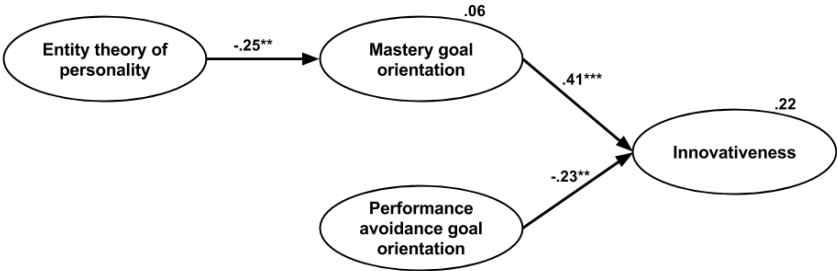 .06
Entity theory of
personality
-.25**
Mastery goal
orientation
.41***
.22
Innovativeness
-.23**
Performance
avoidance goal
orientation